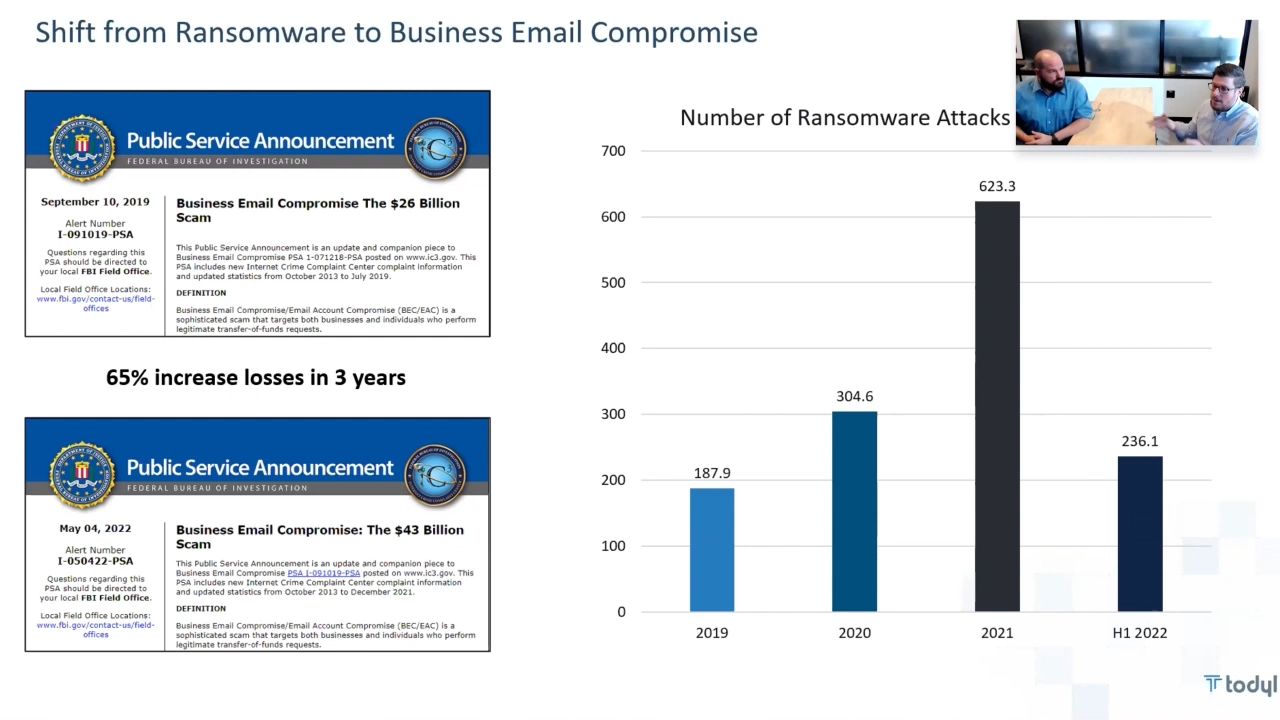 Shift from Ransomware to Business Email Compromise
Public Service Announcement
FEDERAL BUREAU OF INVESTIGATION
September 10, 2019
Alert Number
I-091019-PSA
Questions regarding this
PSA should be directed to
your local FBI Field Office.
Local Field Office Locations:
www.fbi.gov/contact-us/field-
offices
Business Email Compromise The $26 Billion
Scam
This Public Service Announcement is an update and companion piece to
Business Email Compromise PSA 1-071218-PSA posted on www.ic3.gov. This
PSA includes new Internet Crime Complaint Center complaint information
and updated statistics from October 2013 to July 2019.
DEFINITION
Business Email Compromise/Email Account Compromise (BEC/EAC) is a
sophisticated scam that targets both businesses and individuals who perform
legitimate transfer-of-funds requests.
65% increase losses in 3 years
Public Service Announcement
FEDERAL BUREAU OF INVESTIGATION
May 04, 2022
Alert Number
I-050422-PSA
Questions regarding this
PSA should be directed to
your local FBI Field Office.
Local Field Office Locations:
www.fbi.gov/contact-us/field-
offices
Business Email Compromise: The $43 Billion
Scam
This Public Service Announcement is an update and companion piece to
Business Email Compromise PSA I-091019-PSA posted on www.ic3.gov. This
PSA includes new Internet Crime Complaint Center complaint information
and updated statistics from October 2013 to December 2021.
DEFINITION
Business Email Compromise/Email Account Compromise (BEC/EAC) is a
sophisticated scam that targets both businesses and individuals who perform
legitimate transfer-of-funds requests.
Number of Ransomware Attacks
700
600
500
400
300
200
100
0
187.9
304.6
623.3
236.1
2019
2020
2021
H1 2022
todyl